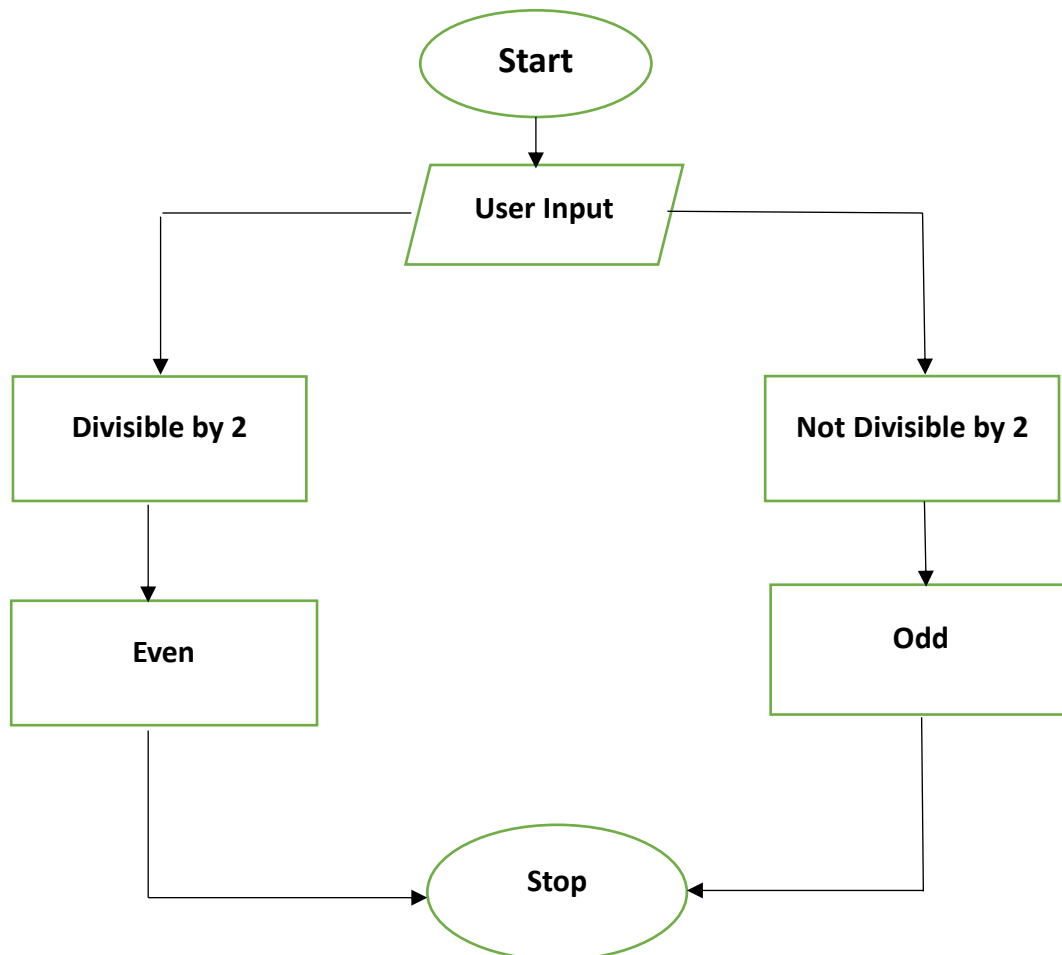 Start
User Input
Divisible by 2
Not Divisible by 2
Even
Odd
Stop